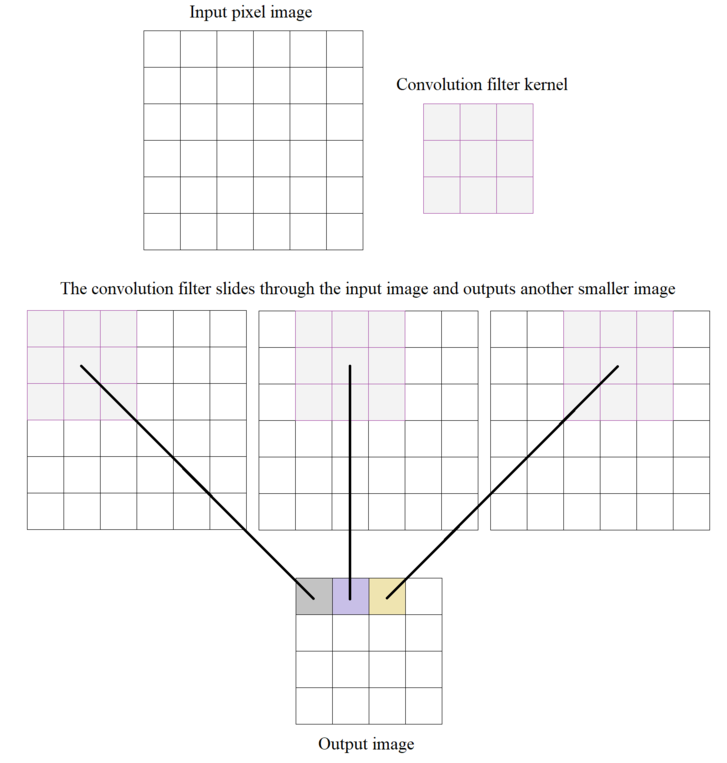 Input pixel image
Convolution filter kernel
The convolution filter slides through the input image and outputs another smaller image
Output image